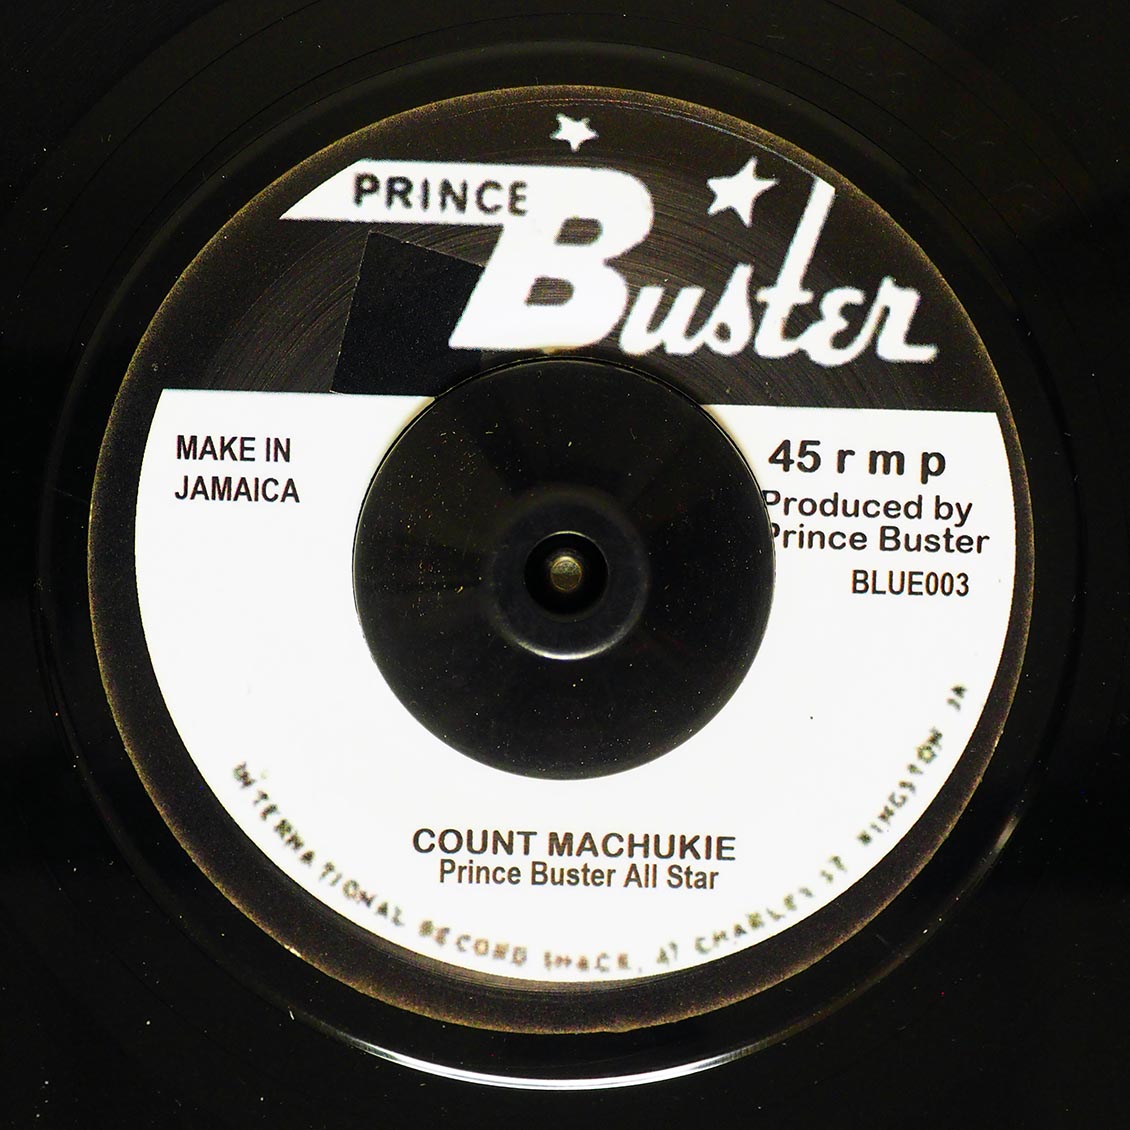 PRINCE
Buster
MAKE IN
JAMAICA
45 r m p
Produced by
Prince Buster
BLUE003
COUNT MACHUKIE
Prince Buster All Star
INTERNATIONAL RECORD SHACK, 47 CHARLES ST KINGSTON JA